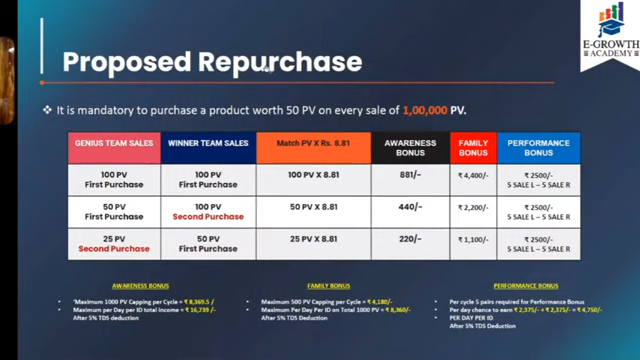 E-GROWTH
ACADEMY
Proposed Repurchase
❖ It is mandatory to purchase a product worth 50 PV on every sale of 1,00,000 PV.
GENIUS TEAM SALES WINNER TEAM SALES Match PV X Rs. 8.81 AWARENESS BONUS FAMILY BONUS PERFORMANCE BONUS
100 PV First Purchase 100 PV First Purchase 100 PV X 8.81 881/- ₹ 4,400/- ₹ 2500/- 5 SALE L – 5 SALE R
50 PV First Purchase 100 PV Second Purchase 50 PV X 8.81 440/- ₹ 2,200/- ₹ 2500/- 5 SALE L – 5 SALE R
25 PV Second Purchase 50 PV First Purchase 25 PV X 8.81 220/- ₹ 1,100/- ₹ 2500/- 5 SALE L – 5 SALE R
AWARENESS BONUS
• 'Maximum 1000 PV Capping per Cycle = ₹ 8,369.5 /
• Maximum per Day per ID total Income = ₹ 16,739 /-
After 5% TDS deduction
FAMILY BONUS
• Maximum 500 PV Capping per Cycle = ₹ 4,180/-
• Maximum Per Day Per ID on Total 1000 PV = ₹ 8,360/-
After 5% TDS Deduction
PERFORMANCE BONUS
• Per cycle 5 pairs required for Performance Bonus
• Per day chance to earn ₹ 2,375/- + ₹ 2,375/- = ₹ 4,750/-
• PER DAY PER ID
After 5% TDS Deduction